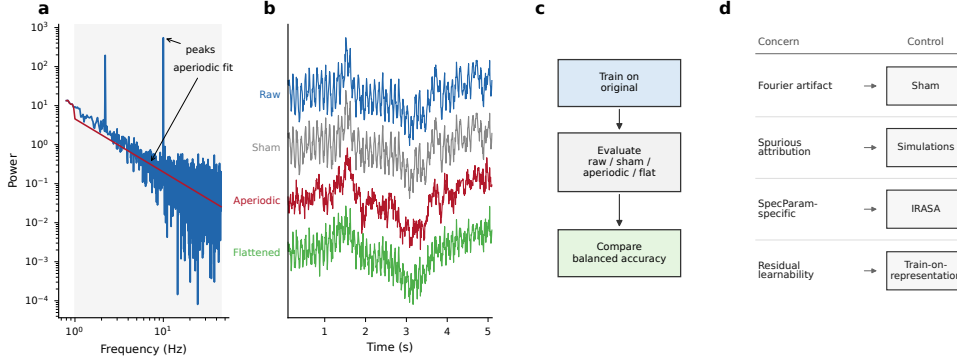 a
b
c
d
10³
10²
10¹
10⁰
10⁻¹
10⁻²
10⁻³
10⁻⁴
Power
peaks
aperiodic fit
10⁰
10¹
Frequency (Hz)
Raw
Sham
Aperiodic
Flattened
1
2
3
4
5
Time (s)
Train on
original
Evaluate
raw / sham /
aperiodic / flat
Compare
balanced accuracy
Concern
Control
Fourier artifact
Sham
Spurious
attribution
Simulations
SpecParam-
specific
IRASA
Residual
learnability
Train-on-
representation